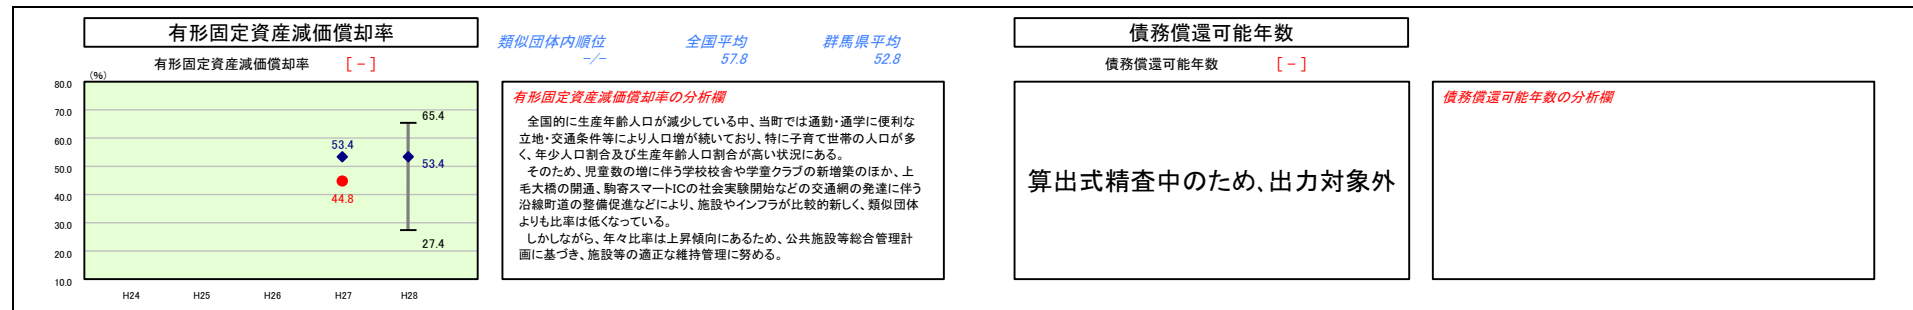 有形固定資産減価償却率
有形固定資産減価償却率 [ - ]
類似団体内順位 全国平均 群馬県平均
-/- 57.8 52.8
(%)
80.0
70.0
60.0
50.0
40.0
30.0
20.0
10.0
65.4
53.4
53.4
44.8
27.4
H24 H25 H26 H27 H28
有形固定資産減価償却率の分析欄
全国的に生産年齢人口が減少している中、当町では通勤・通学に便利な
立地・交通条件等により人口増が続いており、特に子育て世帯の人口が多
く、年少人口割合及び生産年齢人口割合が高い状況にある。
そのため、児童数の増に伴う学校校舎や学童クラブの新増築のほか、上
毛大橋の開通、駒寄スマートICの社会実験開始などの交通網の発達に伴う
沿線町道の整備促進などにより、施設やインフラが比較的新しく、類似団体
よりも比率は低くなっている。
しかしながら、年々比率は上昇傾向にあるため、公共施設等総合管理計
画に基づき、施設等の適正な維持管理に努める。
債務償還可能年数
債務償還可能年数 [ - ]
算出式精査中のため、出力対象外
債務償還可能年数の分析欄